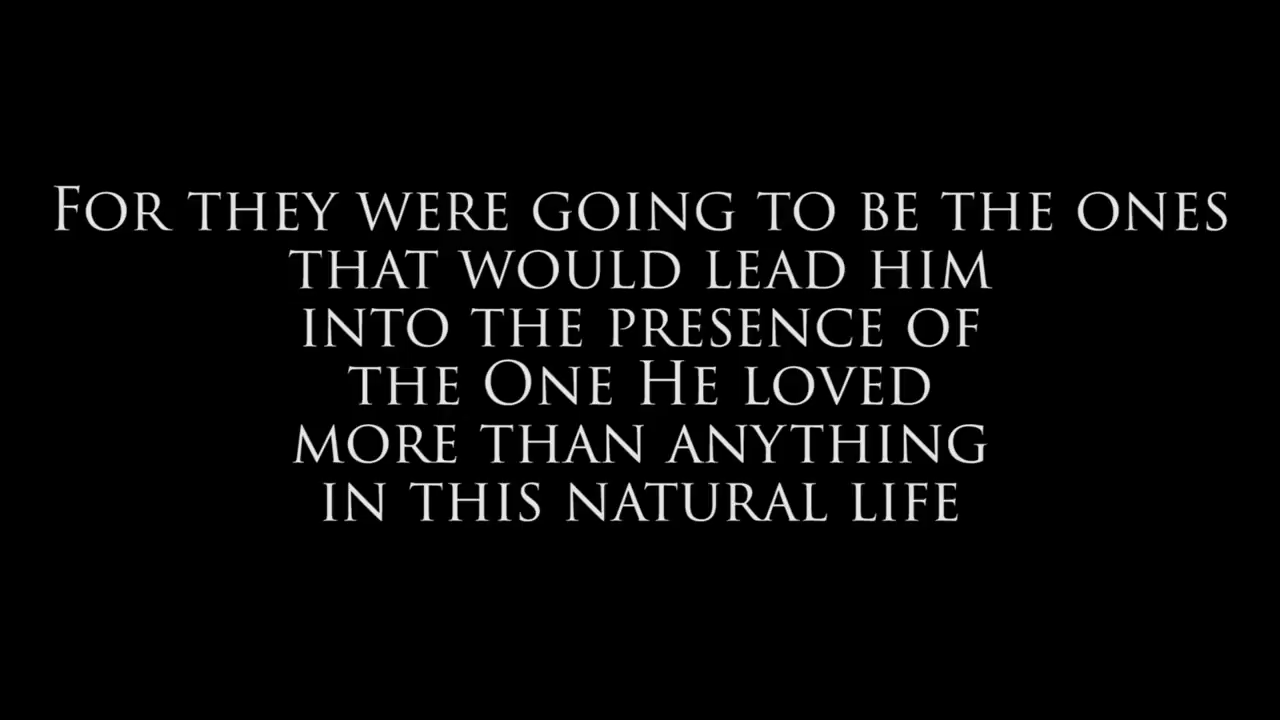 For they were going to be the ones
that would lead him
into the presence of
the One He loved
more than anything
in this natural life